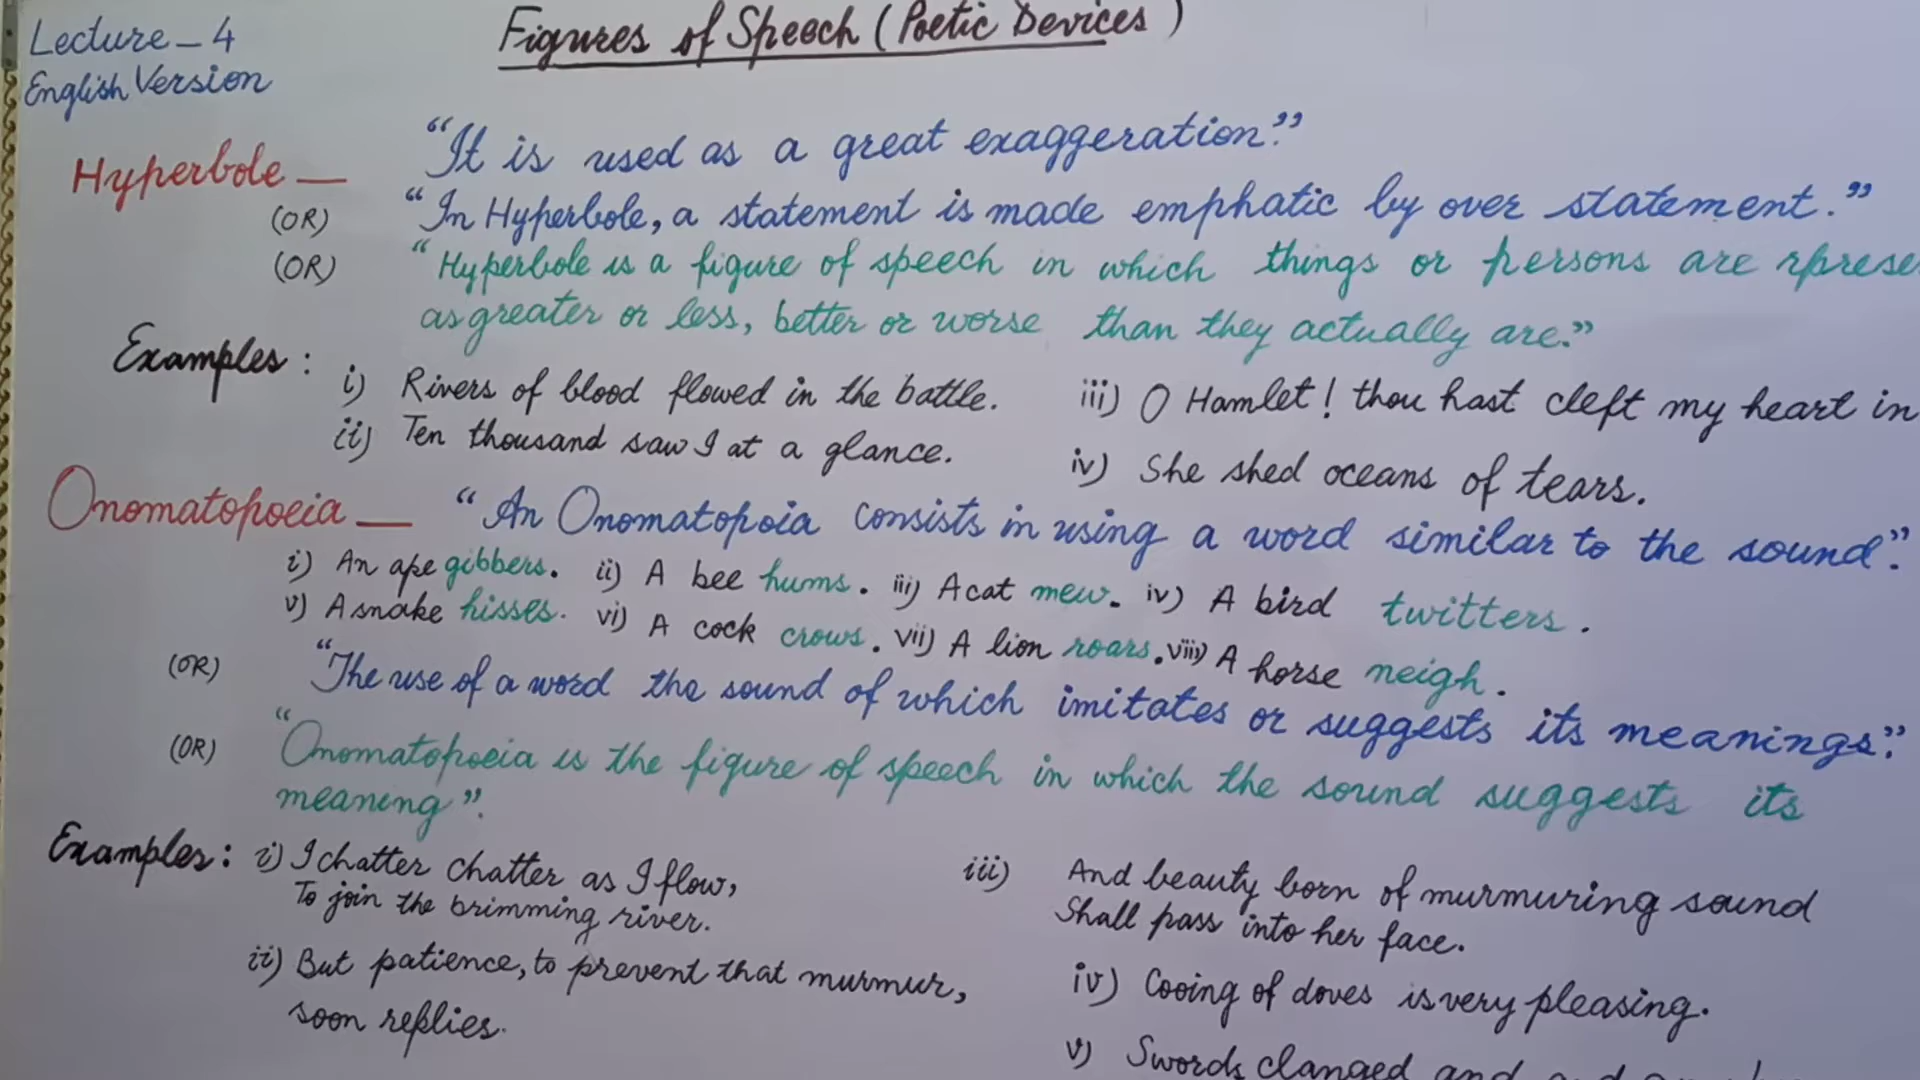 Lecture - 4
English Version
Figures of Speech (Poetic Devices)
Hyperbole — "It is used as a great exaggeration."
(OR) "In Hyperbole, a statement is made emphatic by over statement."
(OR) "Hyperbole is a figure of speech in which things or persons are rprese
as greater or less, better or worse than they actually are."
Examples :
i) Rivers of blood flowed in the battle.
ii) Ten thousand saw I at a glance.
iii) O Hamlet! thou hast cleft my heart in
iv) She shed oceans of tears.
Onomatopoeia — "An Onomatopoia consists in using a word similar to the sound".
i) An ape gibbers. ii) A bee hums. iii) A cat mew. iv) A bird twitters.
v) A snake hisses. vi) A cock crows. vii) A lion roars. viii) A horse neigh.
(OR) "The use of a word the sound of which imitates or suggests its meanings".
(OR) "Onomatopoeia is the figure of speech in which the sound suggests its
meaning".
Examples : i) I chatter chatter as I flow,
To join the brimming river.
ii) But patience, to prevent that murmur,
soon replies.
iii) And beauty born of murmuring sound
Shall pass into her face.
iv) Cooing of doves is very pleasing.
v) Swords clanged and